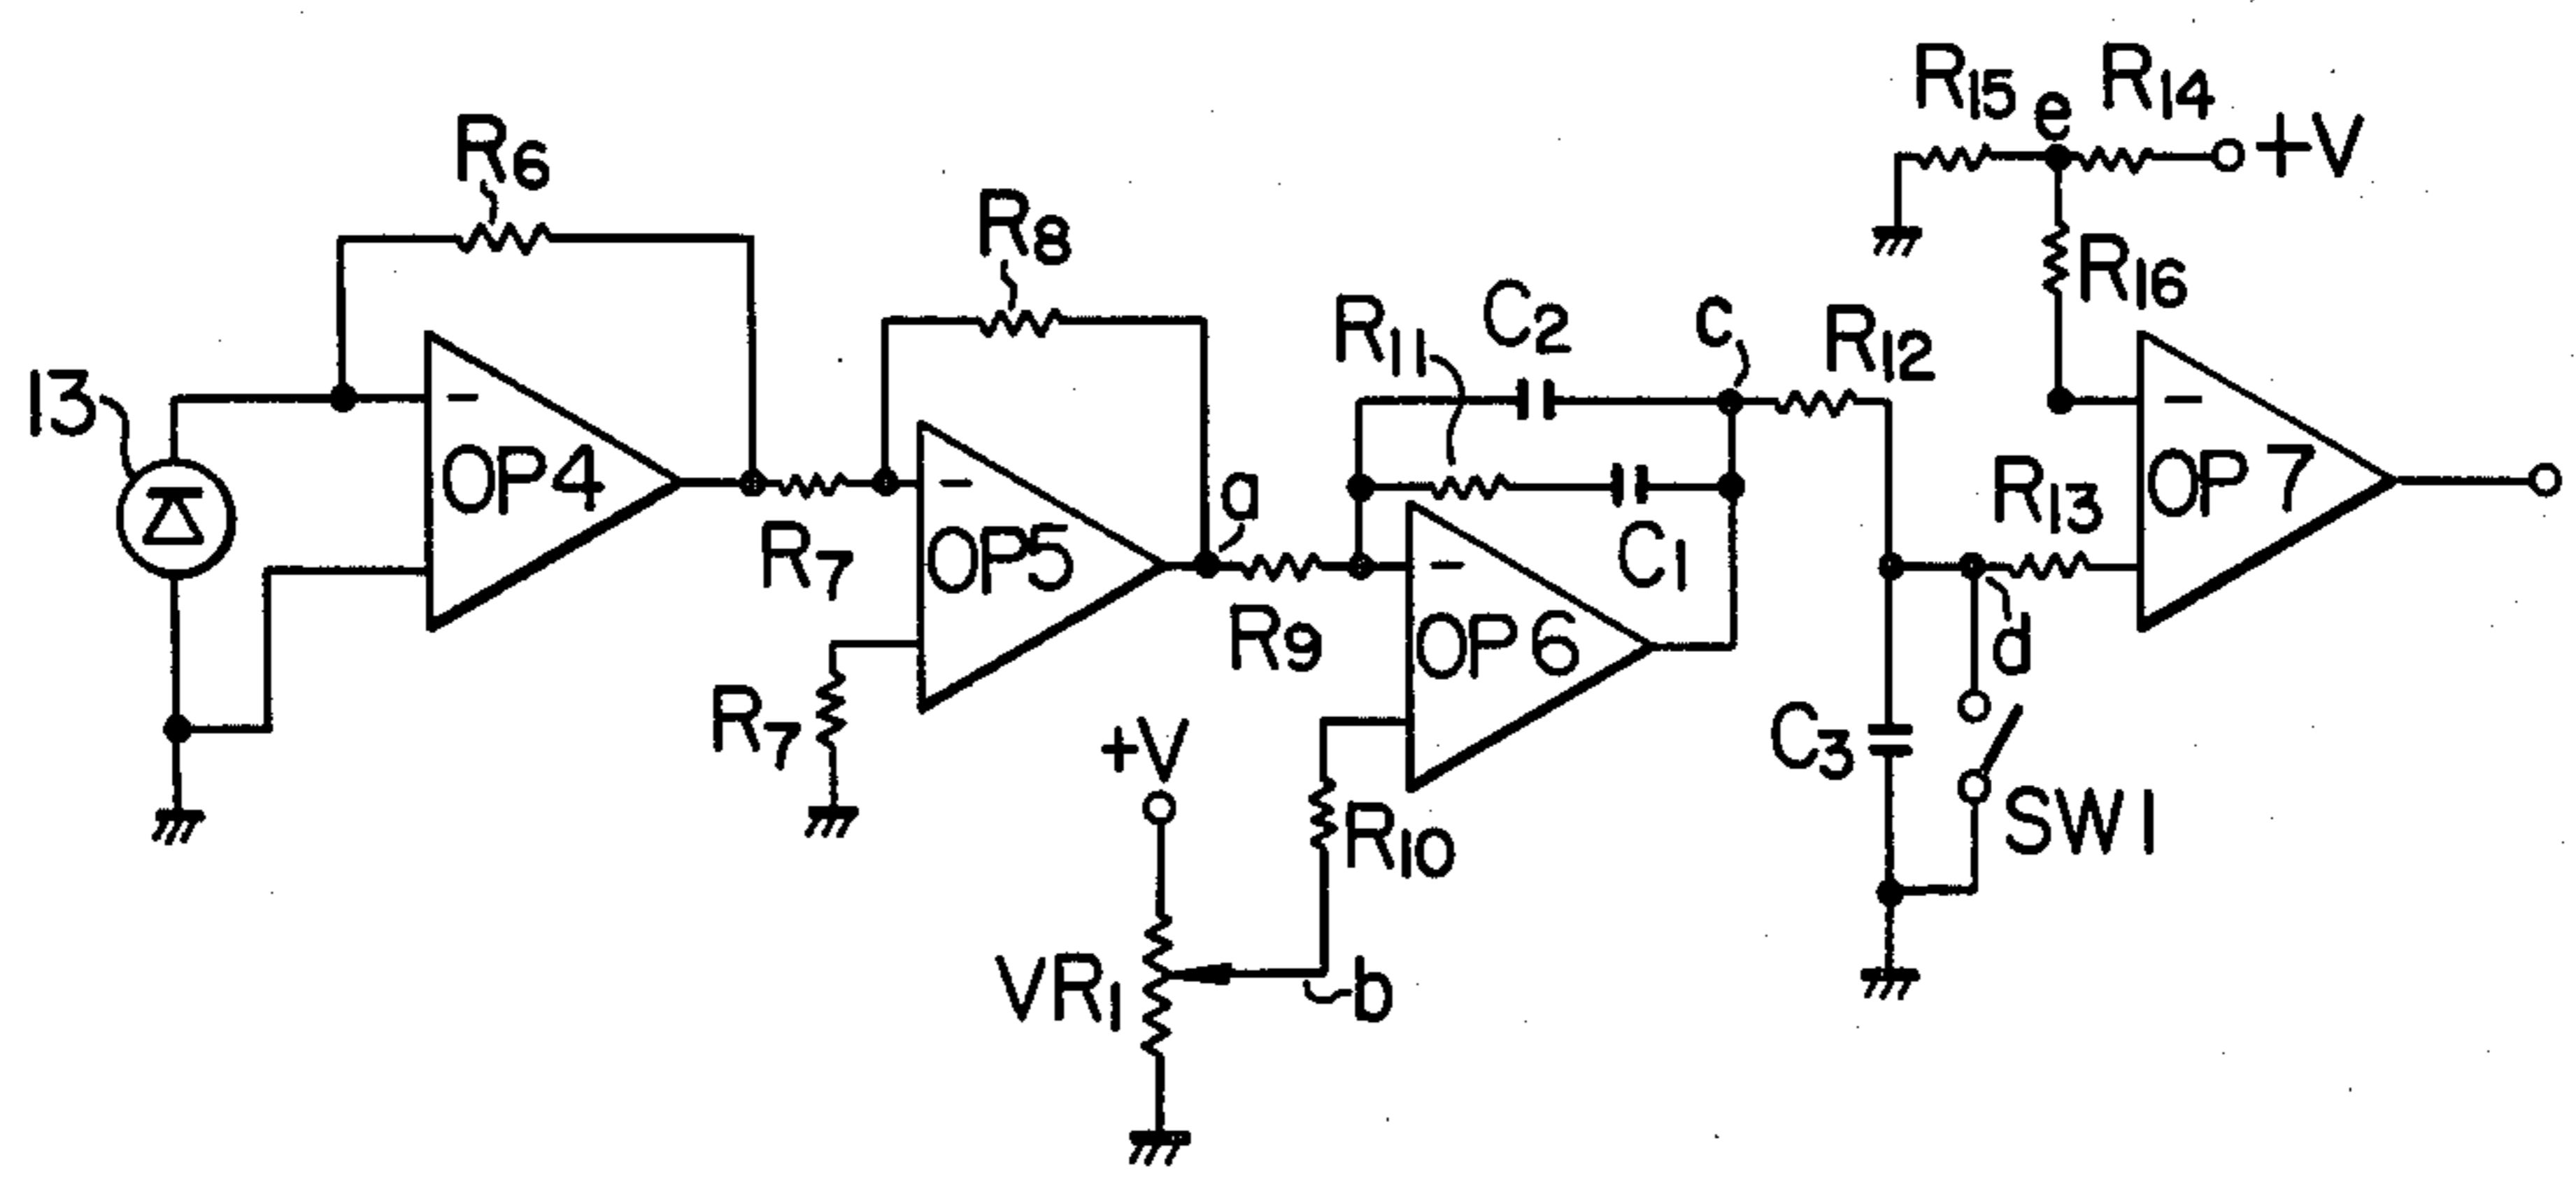 R15
e
R14
+V
R6
R8
R16
C2
c
R11
R12
13
OP4
OP7
R13
a
OP5
C1
R7
R9
OP6
d
R7
+V
C3
SW1
R10
VR1
b